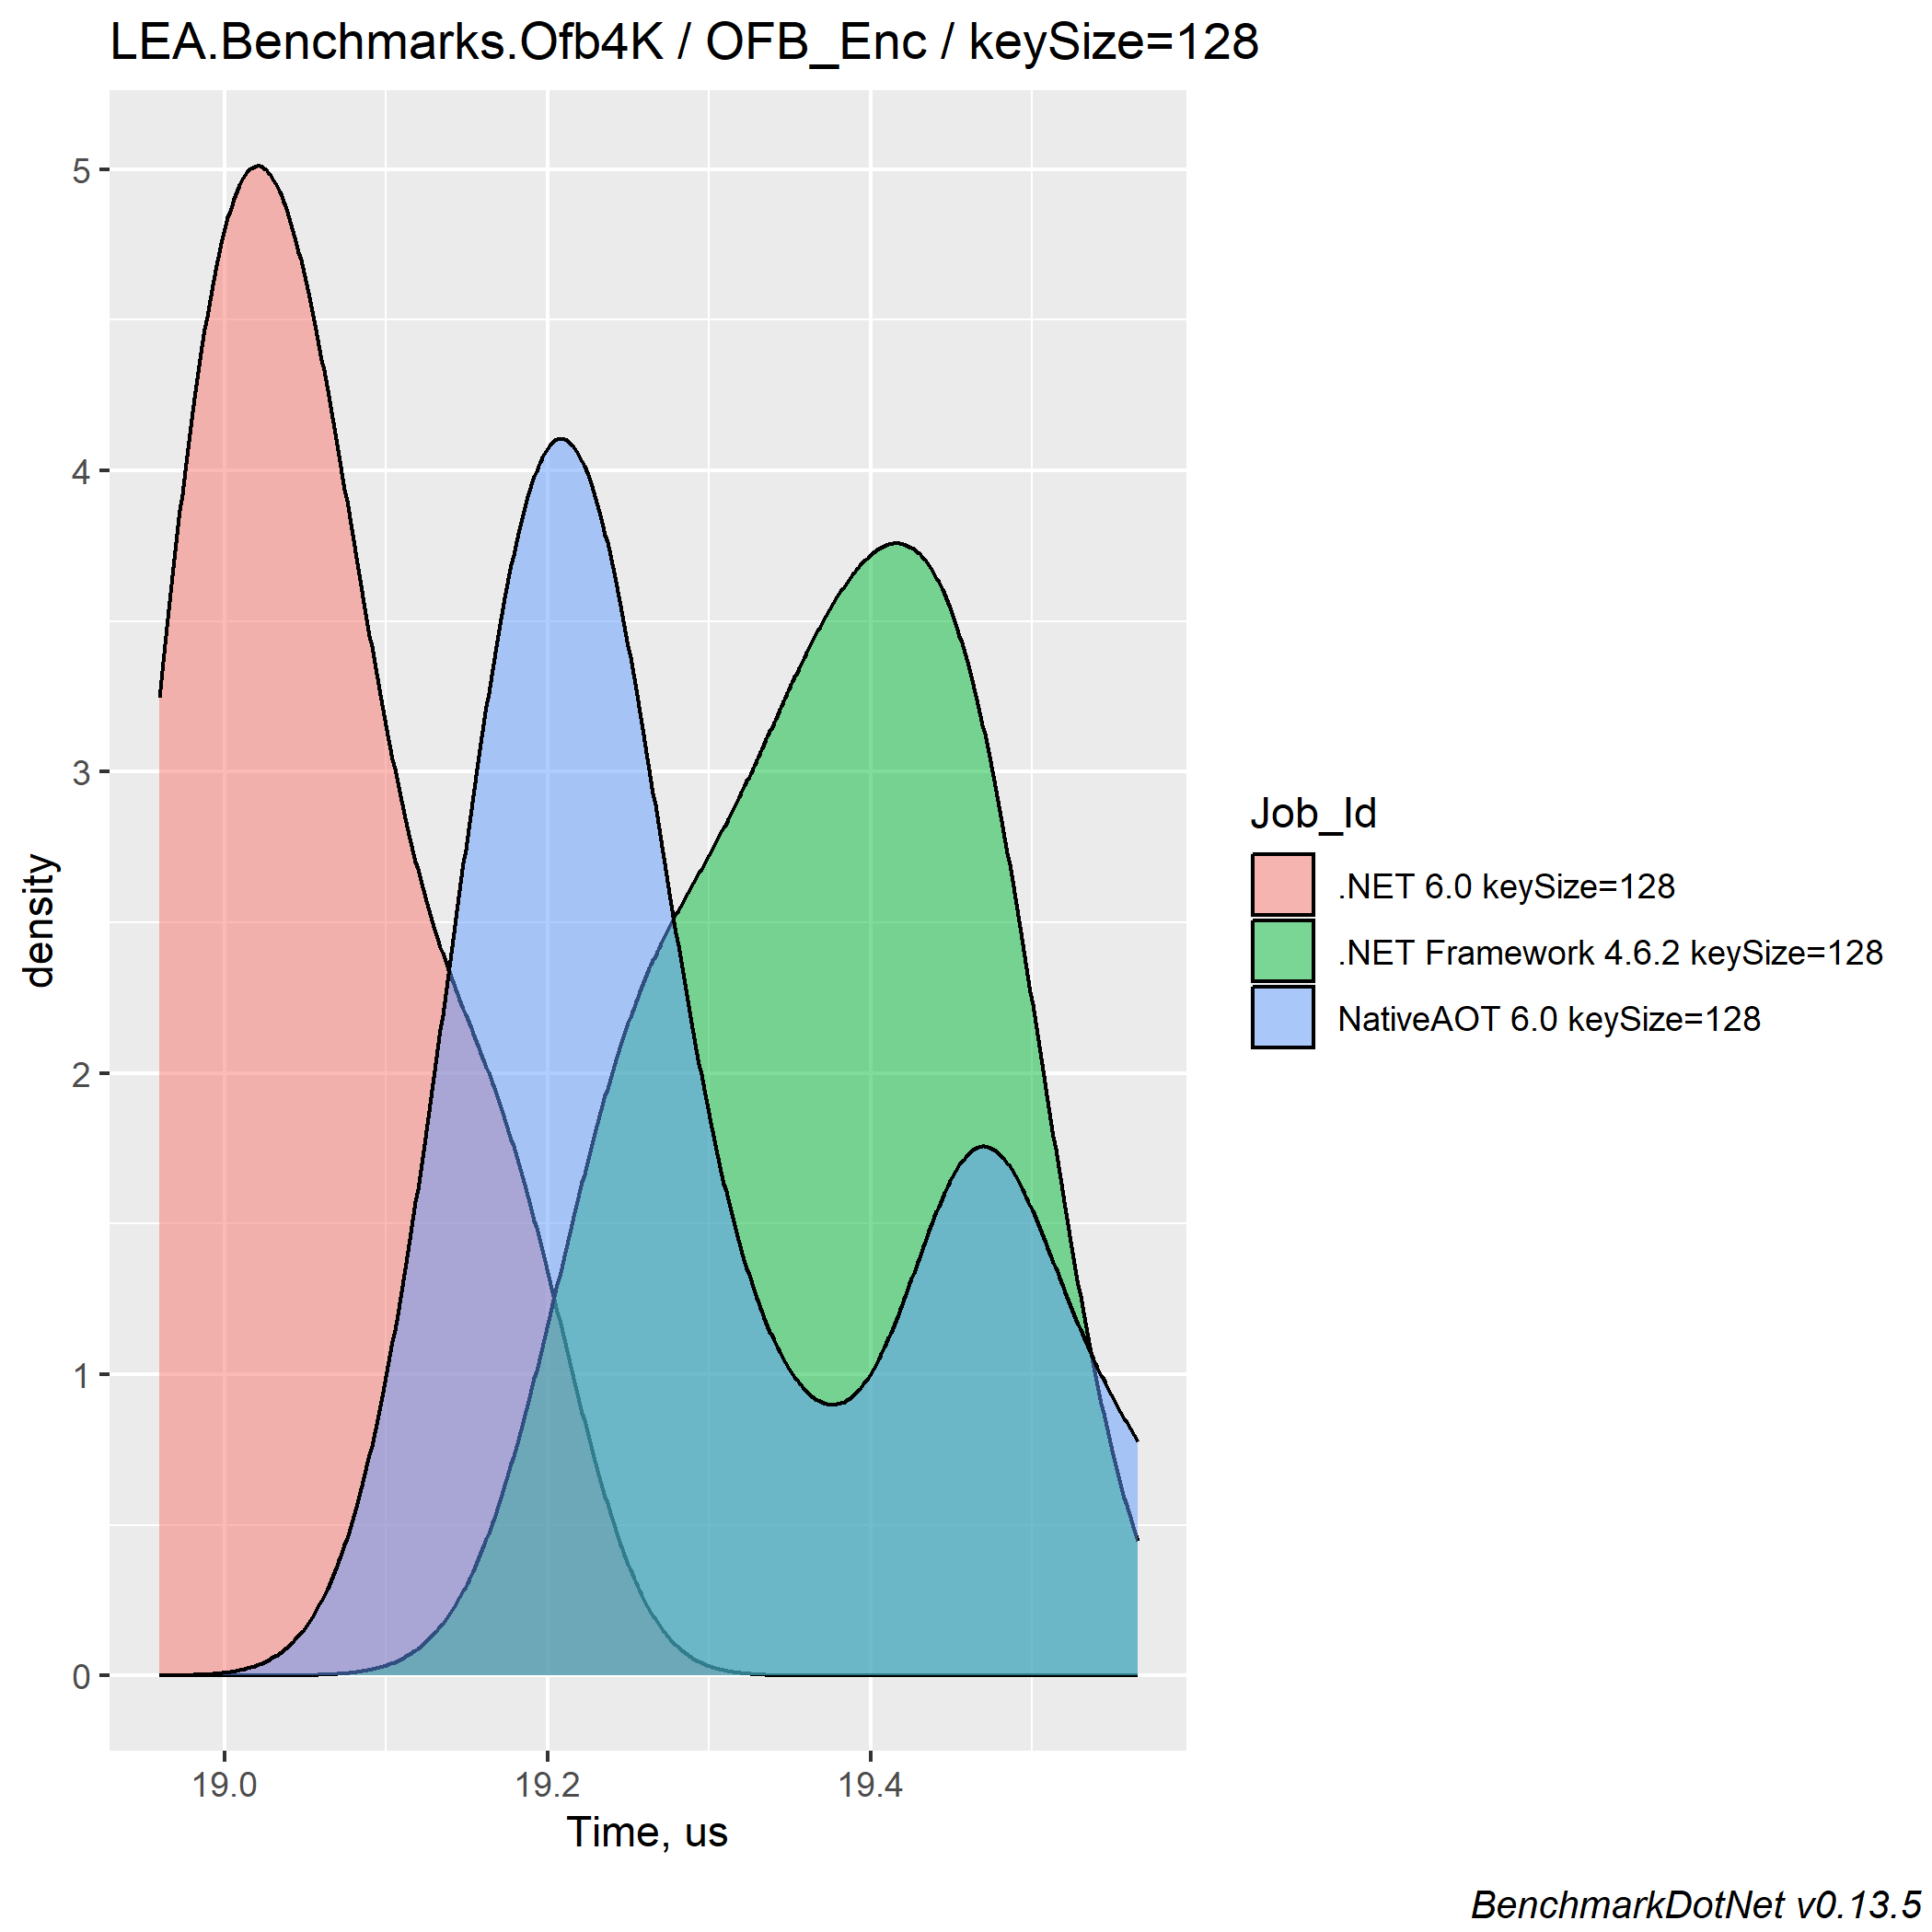 LEA.Benchmarks.Ofb4K / OFB_Enc / keySize=128
density
5
4
3
2
1
0
19.0
19.2
19.4
Time, us
Job_Id
.NET 6.0 keySize=128
.NET Framework 4.6.2 keySize=128
NativeAOT 6.0 keySize=128
BenchmarkDotNet v0.13.5